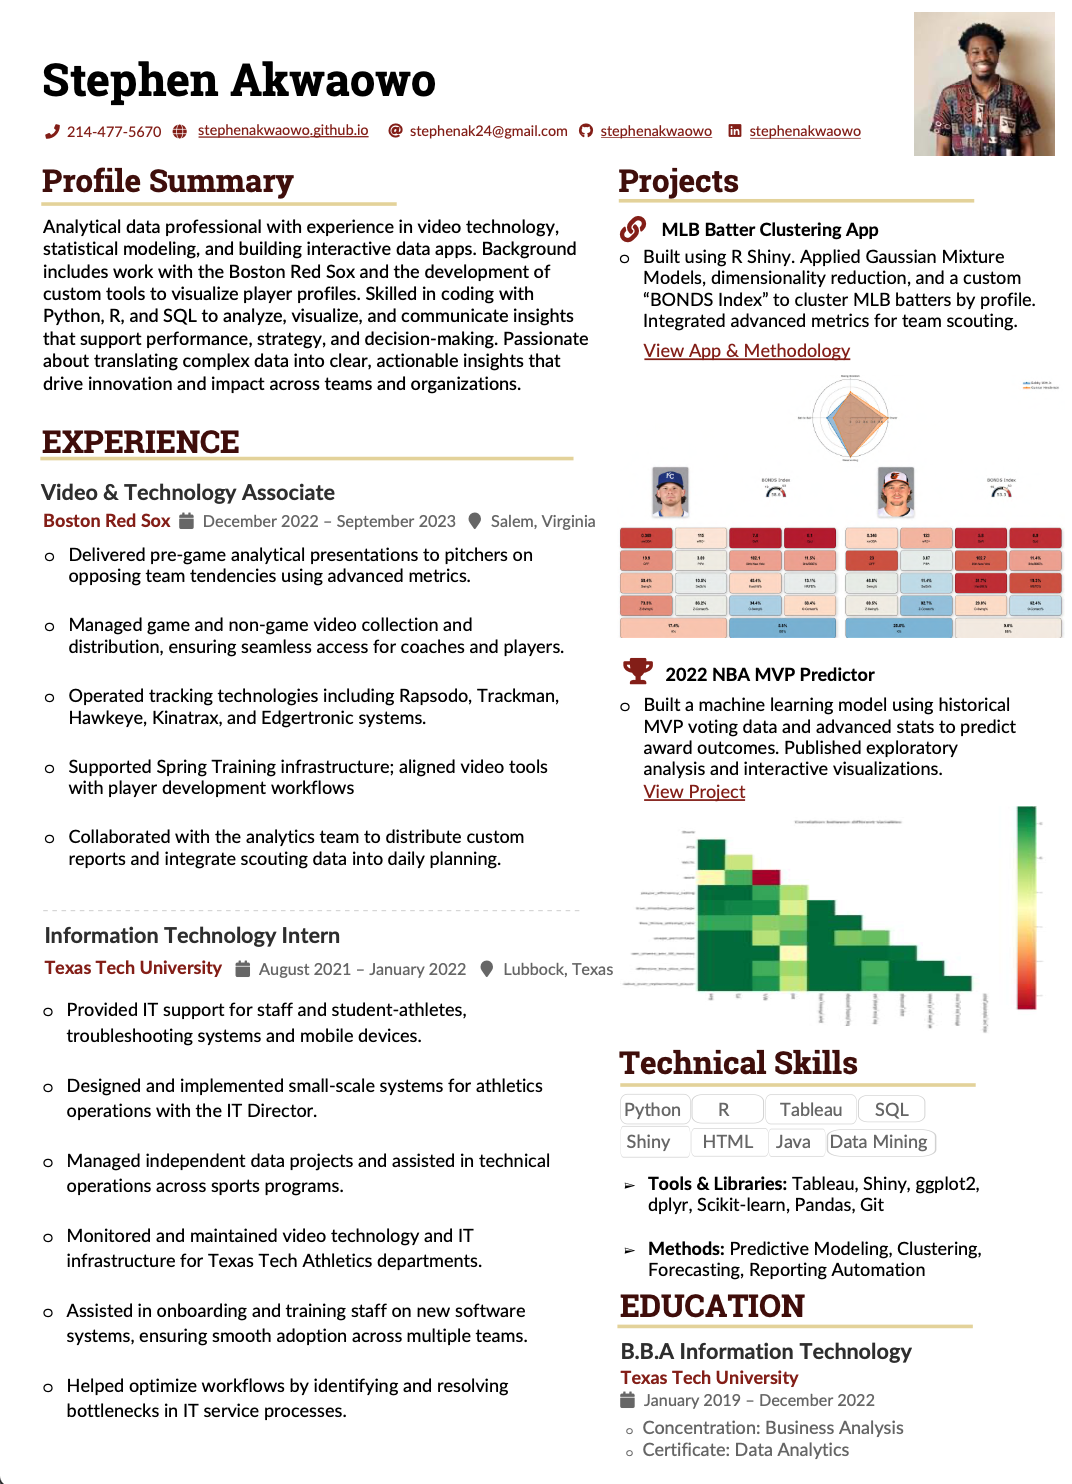 Stephen Akwaowo
214-477-5670 stephenakwaowo.github.io stephenak24@gmail.com stephenakwaowo stephenakwaowo
Profile Summary
Analytical data professional with experience in video technology,
statistical modeling, and building interactive data apps. Background
includes work with the Boston Red Sox and the development of
custom tools to visualize player profiles. Skilled in coding with
Python, R, and SQL to analyze, visualize, and communicate insights
that support performance, strategy, and decision-making. Passionate
about translating complex data into clear, actionable insights that
drive innovation and impact across teams and organizations.
EXPERIENCE
Video & Technology Associate
Boston Red Sox December 2022 – September 2023 Salem, Virginia
o Delivered pre-game analytical presentations to pitchers on
opposing team tendencies using advanced metrics.
o Managed game and non-game video collection and
distribution, ensuring seamless access for coaches and players.
o Operated tracking technologies including Rapsodo, Trackman,
Hawkeye, Kinatrax, and Edgertronic systems.
o Supported Spring Training infrastructure; aligned video tools
with player development workflows
o Collaborated with the analytics team to distribute custom
reports and integrate scouting data into daily planning.
Information Technology Intern
Texas Tech University August 2021 – January 2022 Lubbock, Texas
o Provided IT support for staff and student-athletes,
troubleshooting systems and mobile devices.
o Designed and implemented small-scale systems for athletics
operations with the IT Director.
o Managed independent data projects and assisted in technical
operations across sports programs.
o Monitored and maintained video technology and IT
infrastructure for Texas Tech Athletics departments.
o Assisted in onboarding and training staff on new software
systems, ensuring smooth adoption across multiple teams.
o Helped optimize workflows by identifying and resolving
bottlenecks in IT service processes.
Projects
MLB Batter Clustering App
o Built using R Shiny. Applied Gaussian Mixture
Models, dimensionality reduction, and a custom
“BONDS Index” to cluster MLB batters by profile.
Integrated advanced metrics for team scouting.
View App & Methodology
BONDS Index BONDS Index
2022 NBA MVP Predictor
o Built a machine learning model using historical
MVP voting data and advanced stats to predict
award outcomes. Published exploratory
analysis and interactive visualizations.
View Project
Correlation between different Variables
Technical Skills
Python R Tableau SQL
Shiny HTML Java Data Mining
➢ Tools & Libraries: Tableau, Shiny, ggplot2,
dplyr, Scikit-learn, Pandas, Git
➢ Methods: Predictive Modeling, Clustering,
Forecasting, Reporting Automation
EDUCATION
B.B.A Information Technology
Texas Tech University
January 2019 – December 2022
o Concentration: Business Analysis
o Certificate: Data Analytics